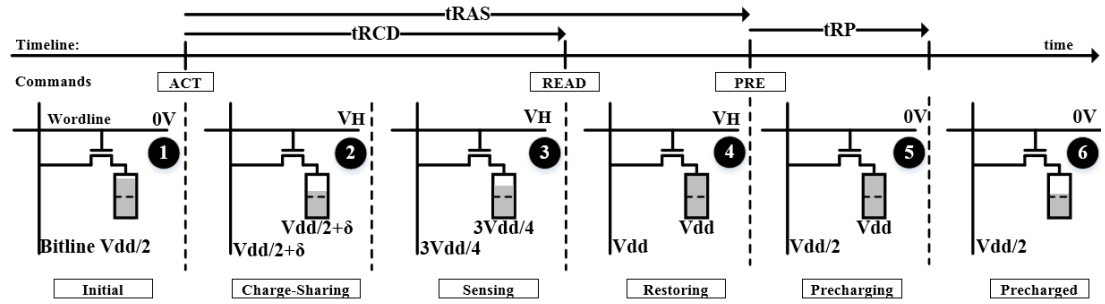 tRAS
tRCD
tRP
Timeline:
time
Commands
ACT
READ
PRE
Wordline
0V
VH
VH
VH
0V
0V
1
2
3
4
5
6
Vdd/2+δ
3Vdd/4
Vdd
Vdd
Bitline Vdd/2
Vdd/2+δ
3Vdd/4
Vdd
Vdd/2
Vdd/2
Initial
Charge-Sharing
Sensing
Restoring
Precharging
Precharged